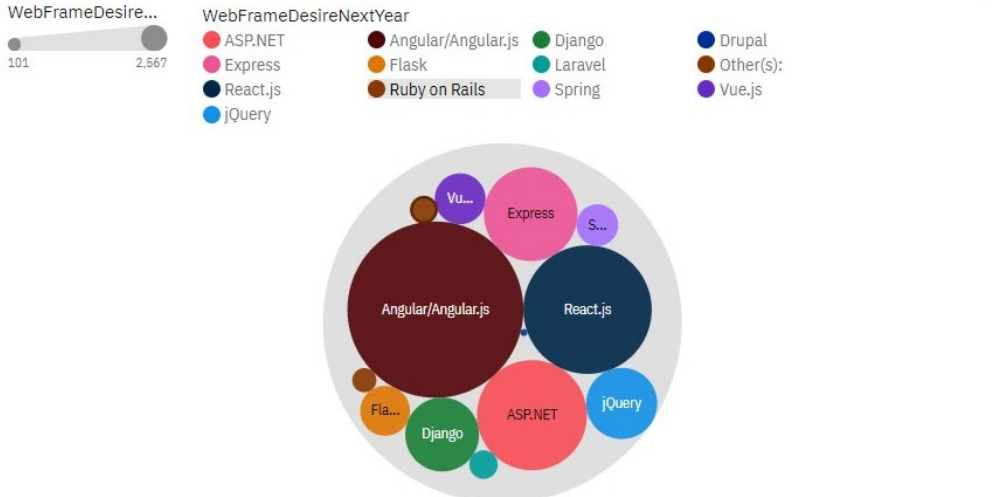 WebFrameDesire...
101 2,567
WebFrameDesireNextYear
ASP.NET Angular/Angular.js Django Drupal
Express Flask Laravel Other(s):
React.js Ruby on Rails Spring Vue.js
jQuery
Vu...
Express
S...
Angular/Angular.js
React.js
Fla...
jQuery
ASP.NET
Django